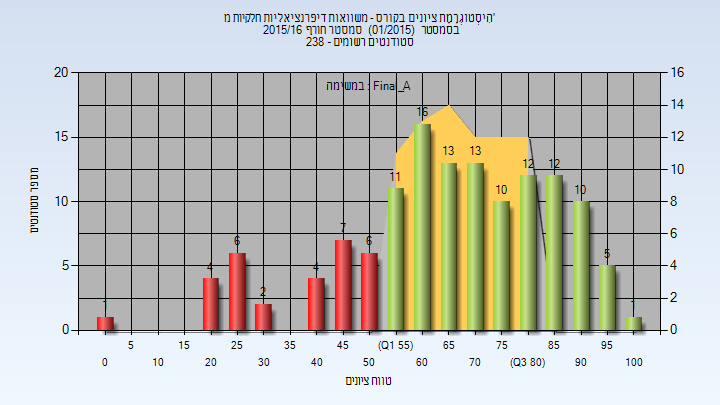 הִיסְטוֹגְרָמַת ציונים בקורס - משוואות דיפרנציאליות חלקיות מ'
בסמסטר (01/2015) סמסטר חורף 2015/16
סטודנטים רשומים - 238
במשימה : Final_A
מספר סטודנטים
20 15 10 5 0
16 14 12 10 8 6 4 2 0
1 4 6 2 4 7 6 11 16 13 13 10 12 12 10 5 1
5 15 25 35 45 (Q1 55) 65 75 85 95
0 10 20 30 40 50 60 70 (Q3 80) 90 100
טווח ציונים